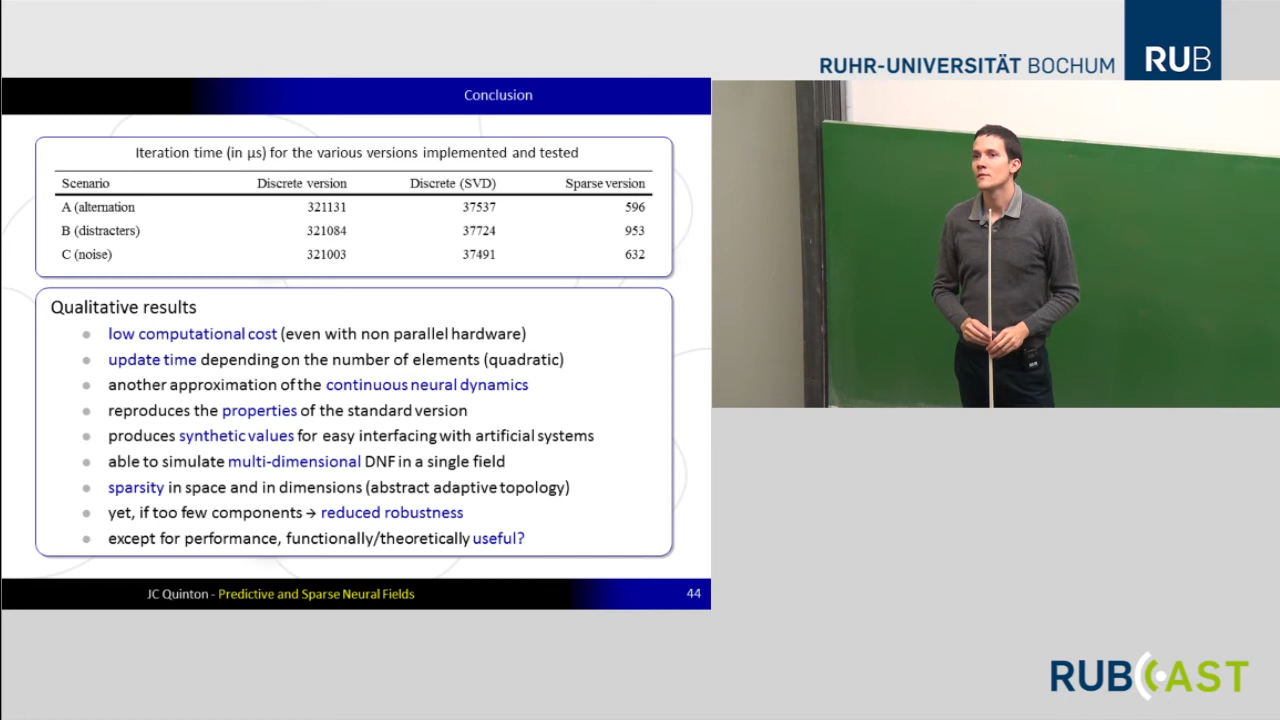 RUHR-UNIVERSITÄT BOCHUM RUB
Conclusion
Iteration time (in µs) for the various versions implemented and tested
Scenario Discrete version Discrete (SVD) Sparse version
A (alternation 321131 37537 596
B (distracters) 321084 37724 953
C (noise) 321003 37491 632
Qualitative results
low computational cost (even with non parallel hardware)
update time depending on the number of elements (quadratic)
another approximation of the continuous neural dynamics
reproduces the properties of the standard version
produces synthetic values for easy interfacing with artificial systems
able to simulate multi-dimensional DNF in a single field
sparsity in space and in dimensions (abstract adaptive topology)
yet, if too few components → reduced robustness
except for performance, functionally/theoretically useful?
JC Quinton - Predictive and Sparse Neural Fields 44
RUBCAST